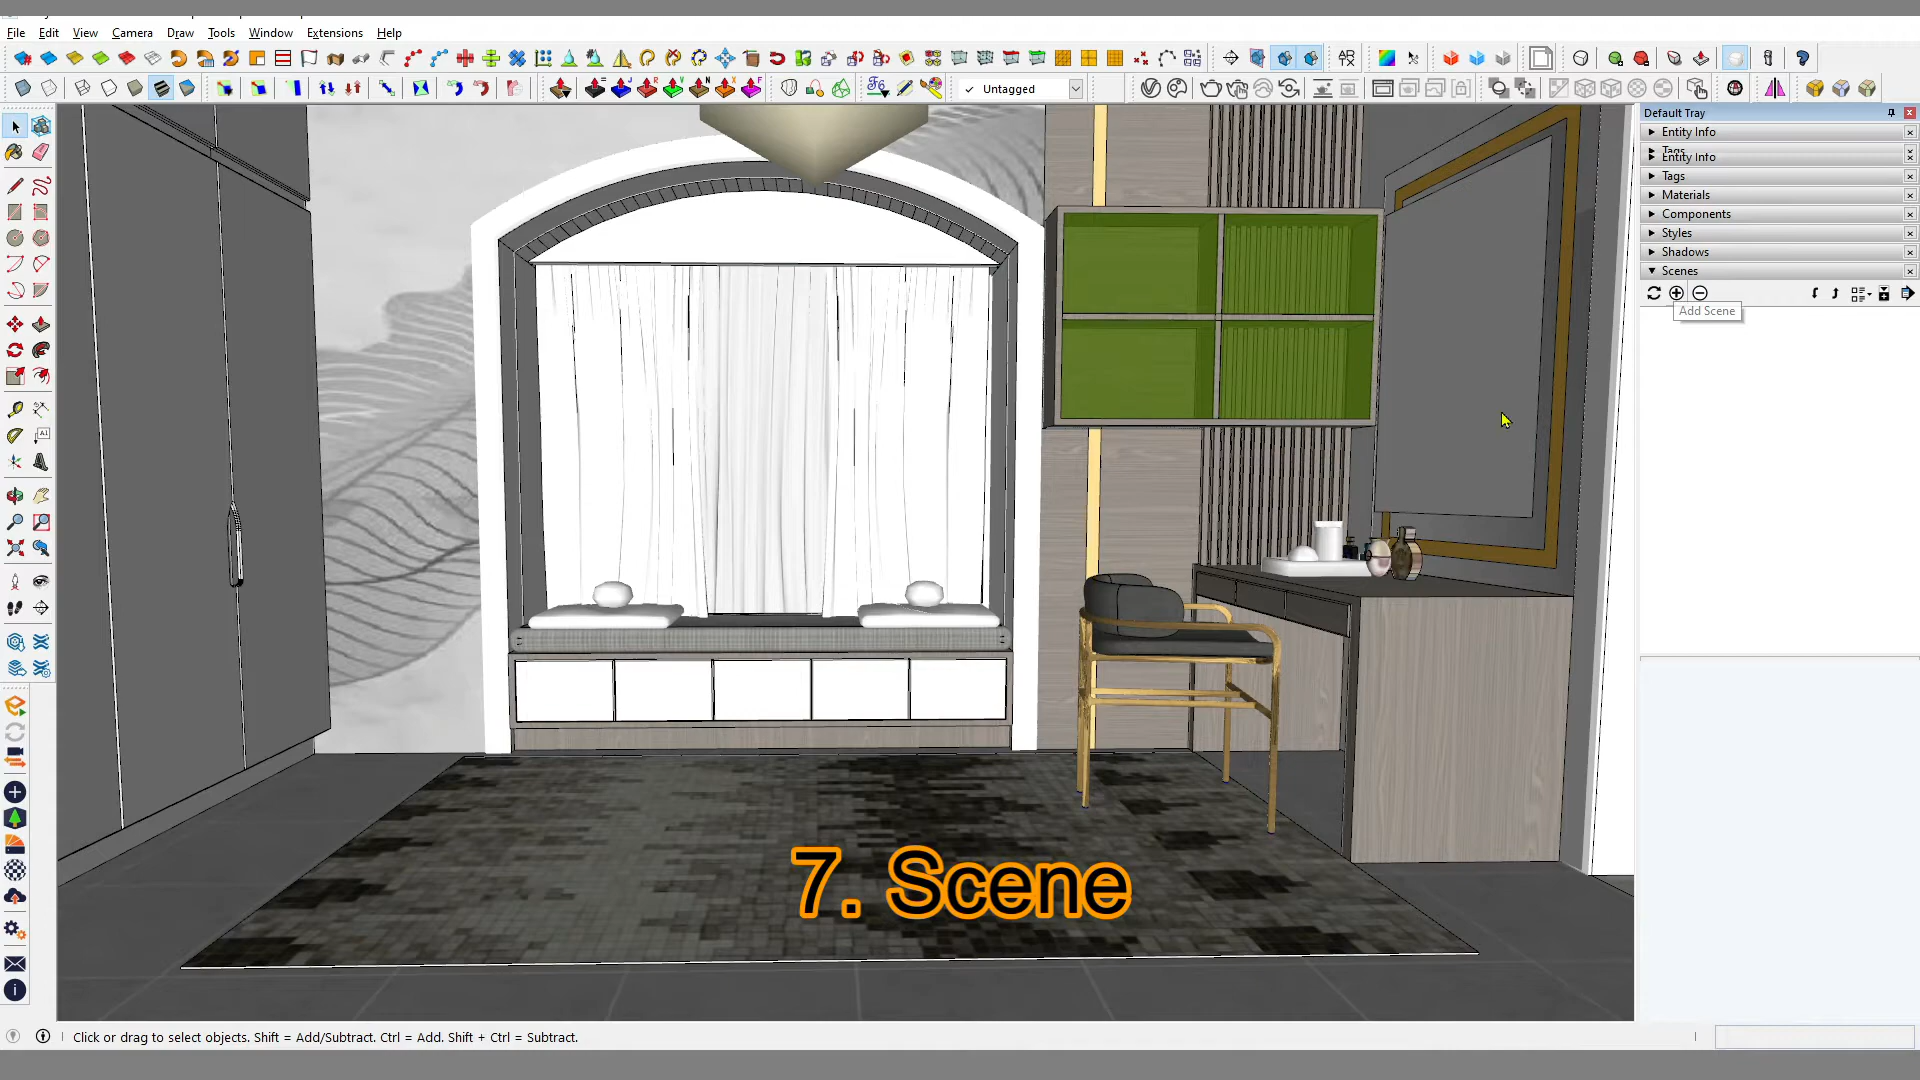 File Edit View Camera Draw Tools Window Extensions Help
Untagged
Default Tray
Entity Info
Tags
Entity Info
Tags
Materials
Components
Styles
Shadows
Scenes
Add Scene
7. Scene
Click or drag to select objects. Shift = Add/Subtract. Ctrl = Add. Shift + Ctrl = Subtract.